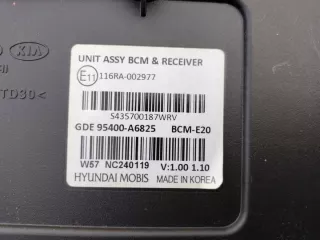 KIA
TD30<
UNIT ASSY BCM & RECEIVER
E11 116RA-002977
S435700187WRV
GDE 95400-A6825 BCM-E20
W57 NC240119 V:1.00 1.10
HYUNDAI MOBIS MADE IN KOREA